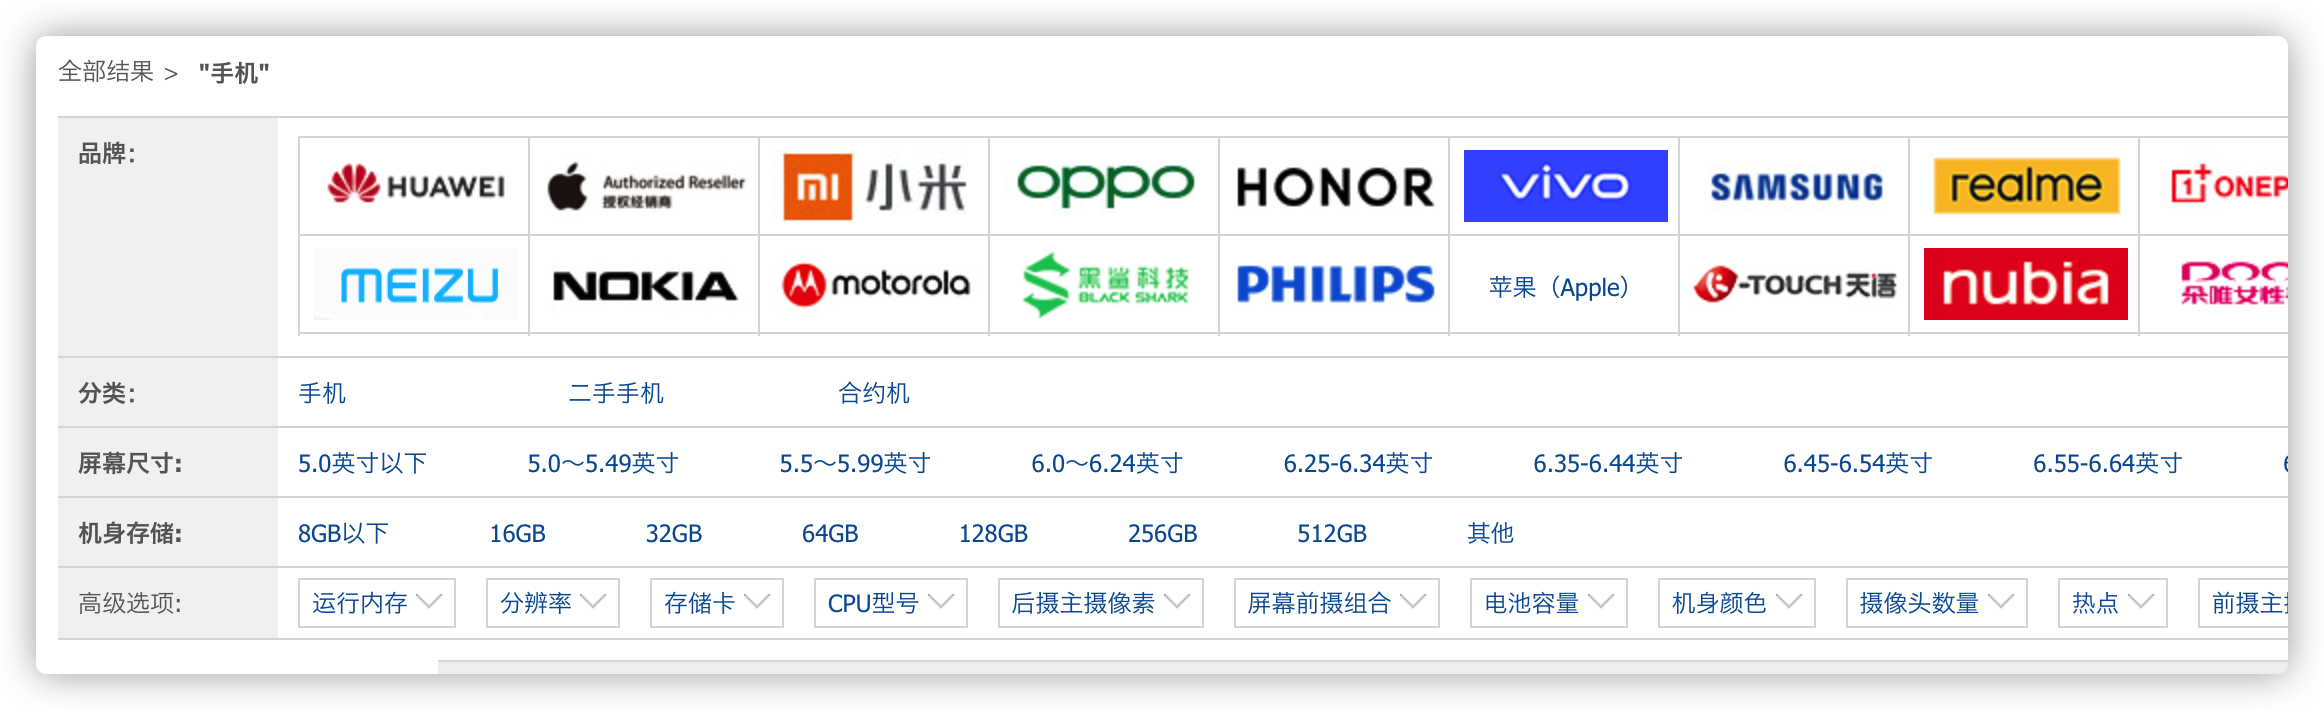 全部结果 > "手机"
品牌：
HUAWEI Authorized Reseller 授权经销商 mi 小米 oppo HONOR vivo SAMSUNG realme 1+ ONEP
MEIZU NOKIA motorola 黑鲨科技 BLACK SHARK PHILIPS 苹果（Apple） -TOUCH天语 nubia DOO 朵唯女性
分类： 手机 二手手机 合约机
屏幕尺寸： 5.0英寸以下 5.0～5.49英寸 5.5～5.99英寸 6.0～6.24英寸 6.25-6.34英寸 6.35-6.44英寸 6.45-6.54英寸 6.55-6.64英寸
机身存储： 8GB以下 16GB 32GB 64GB 128GB 256GB 512GB 其他
高级选项： 运行内存 分辨率 存储卡 CPU型号 后摄主摄像素 屏幕前摄组合 电池容量 机身颜色 摄像头数量 热点 前摄主